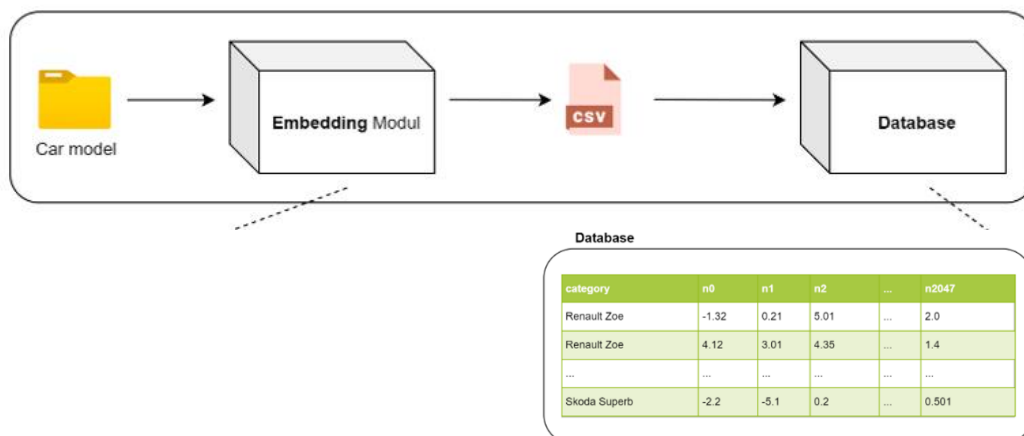 Car model
Embedding Modul
CSV
Database
Database
category n0 n1 n2 ... n2047
Renault Zoe -1.32 0.21 5.01 ... 2.0
Renault Zoe 4.12 3.01 4.35 ... 1.4
... ... ... ... ... ...
Skoda Superb -2.2 -5.1 0.2 ... 0.501